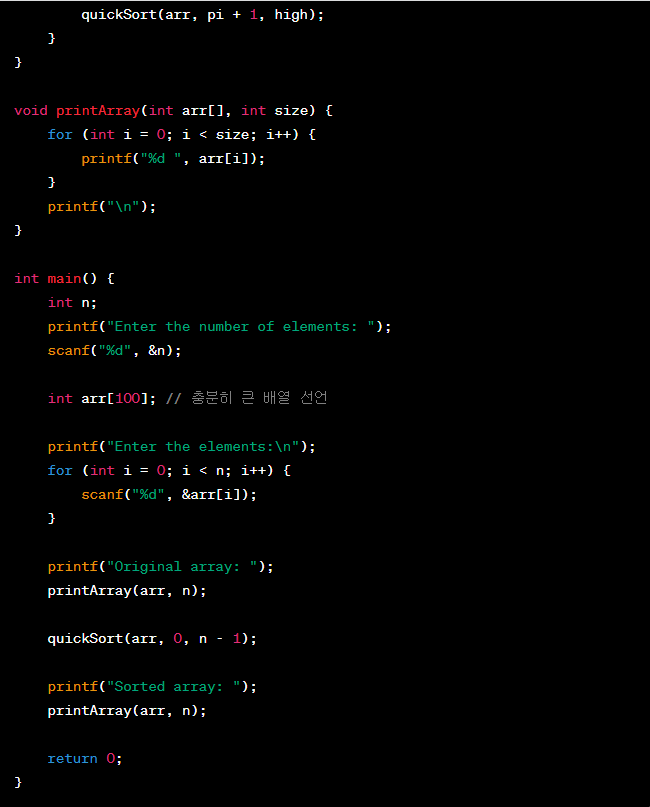 quickSort(arr, pi + 1, high);
    }
}

void printArray(int arr[], int size) {
    for (int i = 0; i < size; i++) {
        printf("%d ", arr[i]);
    }
    printf("\n");
}

int main() {
    int n;
    printf("Enter the number of elements: ");
    scanf("%d", &n);

    int arr[100]; // 충분히 큰 배열 선언

    printf("Enter the elements:\n");
    for (int i = 0; i < n; i++) {
        scanf("%d", &arr[i]);
    }

    printf("Original array: ");
    printArray(arr, n);

    quickSort(arr, 0, n - 1);

    printf("Sorted array: ");
    printArray(arr, n);

    return 0;
}